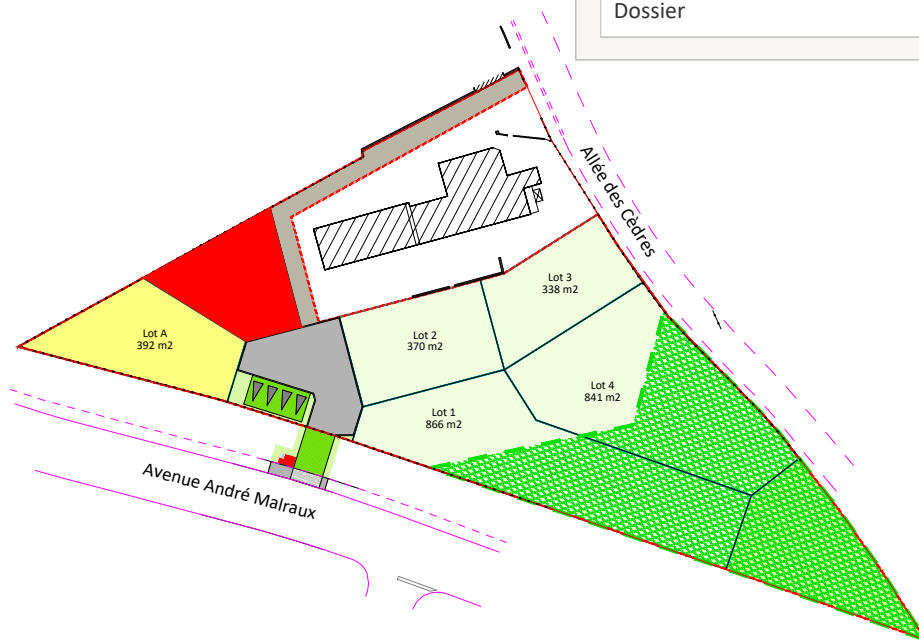 Dossier
Allée des Cèdres
Lot 3
338 m2
Lot A
392 m2
Lot 2
370 m2
Lot 4
841 m2
Lot 1
866 m2
Avenue André Malraux